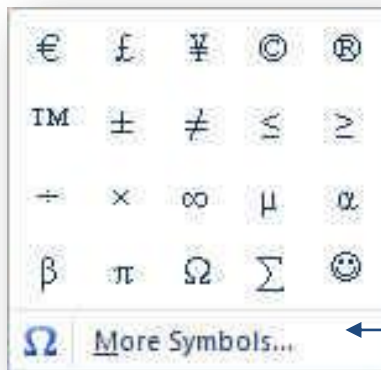 € £ ¥ © ®
™ ± ≠ ≤ ≥
÷ × ∞ µ α
β π Ω ∑ ☺
Ω More Symbols...